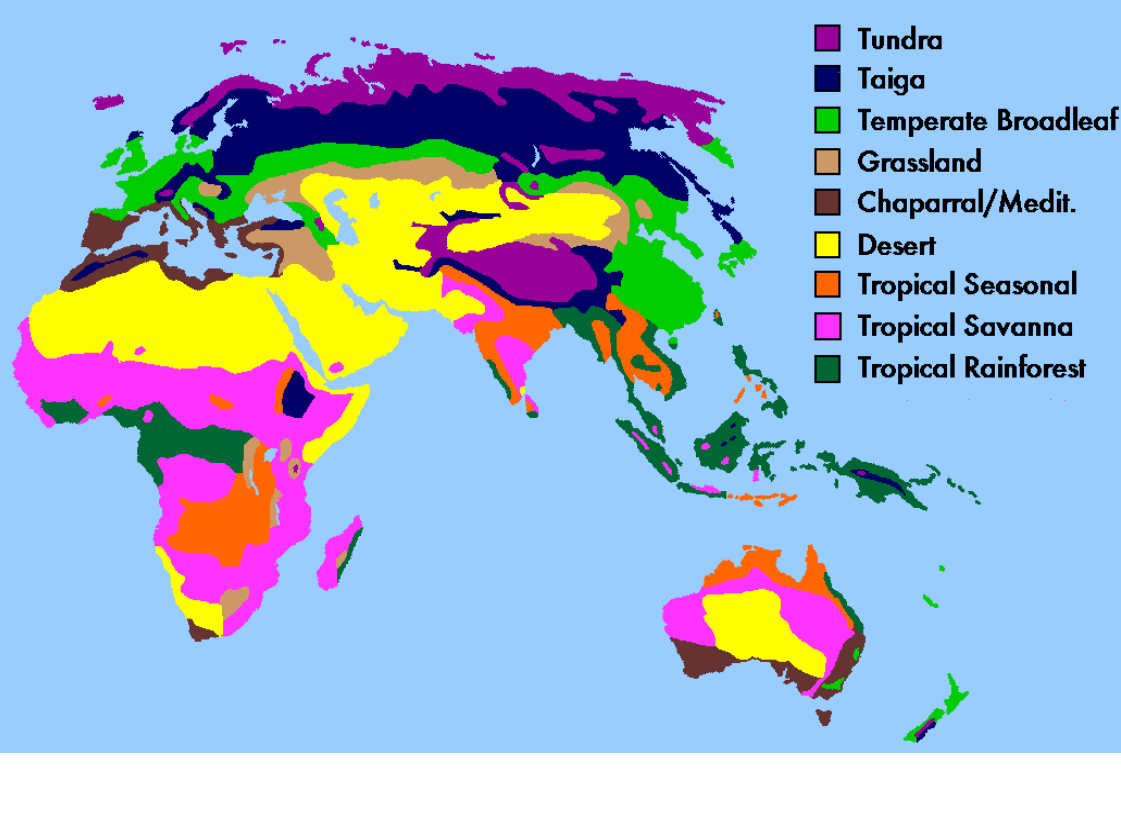 Tundra
Taiga
Temperate Broadleaf
Grassland
Chaparral/Medit.
Desert
Tropical Seasonal
Tropical Savanna
Tropical Rainforest